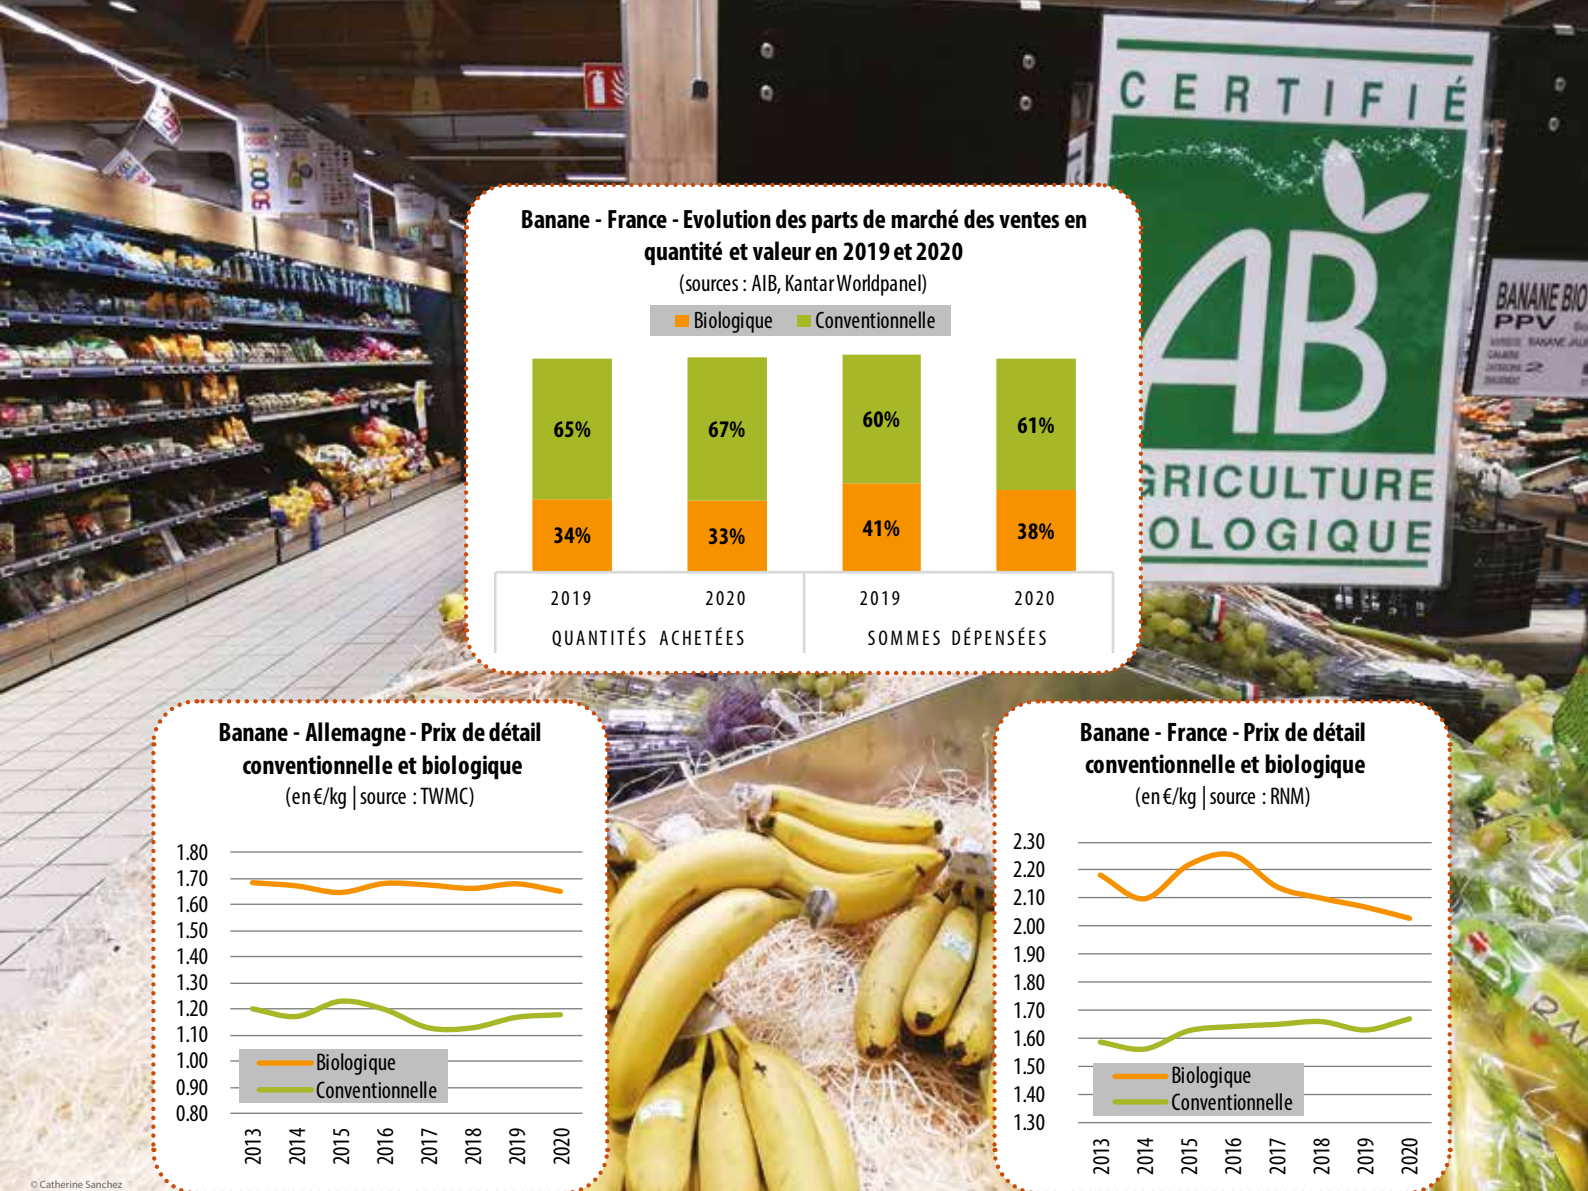 CERTIFIÉ
AB
GRICULTURE
OLOGIQUE
BANANE BIO
PPV
Banane - France - Evolution des parts de marché des ventes en
quantité et valeur en 2019 et 2020
(sources : AIB, Kantar Worldpanel)
Biologique Conventionnelle
65% 67% 60% 61%
34% 33% 41% 38%
2019 2020 2019 2020
QUANTITÉS ACHETÉES SOMMES DÉPENSÉES
Banane - Allemagne - Prix de détail
conventionnelle et biologique
(en €/kg | source : TWMC)
1.80
1.70
1.60
1.50
1.40
1.30
1.20
1.10
1.00
0.90
0.80
Biologique
Conventionnelle
2013 2014 2015 2016 2017 2018 2019 2020
Banane - France - Prix de détail
conventionnelle et biologique
(en €/kg | source : RNM)
2.30
2.20
2.10
2.00
1.90
1.80
1.70
1.60
1.50
1.40
1.30
Biologique
Conventionnelle
2013 2014 2015 2016 2017 2018 2019 2020
© Catherine Sanchez